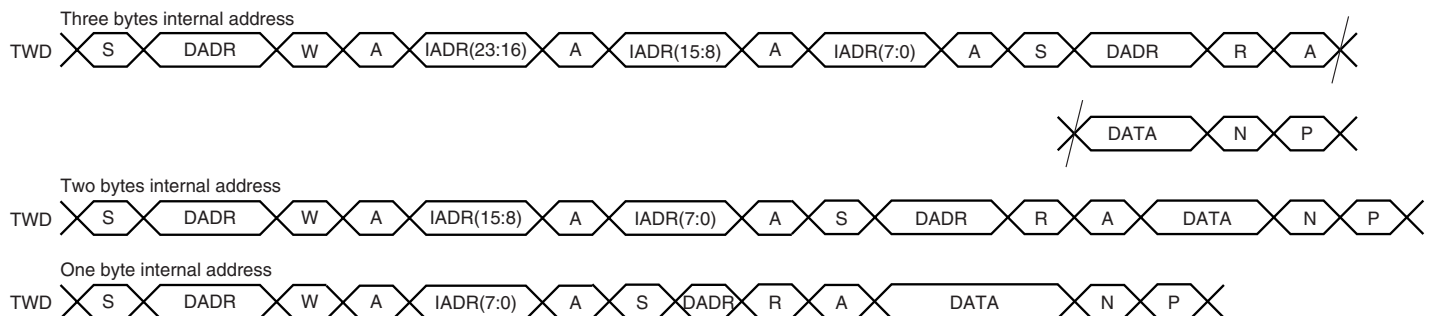 Three bytes internal address
TWD S DADR W A IADR(23:16) A IADR(15:8) A IADR(7:0) A S DADR R A
DATA N P
Two bytes internal address
TWD S DADR W A IADR(15:8) A IADR(7:0) A S DADR R A DATA N P
One byte internal address
TWD S DADR W A IADR(7:0) A S DADR R A DATA N P